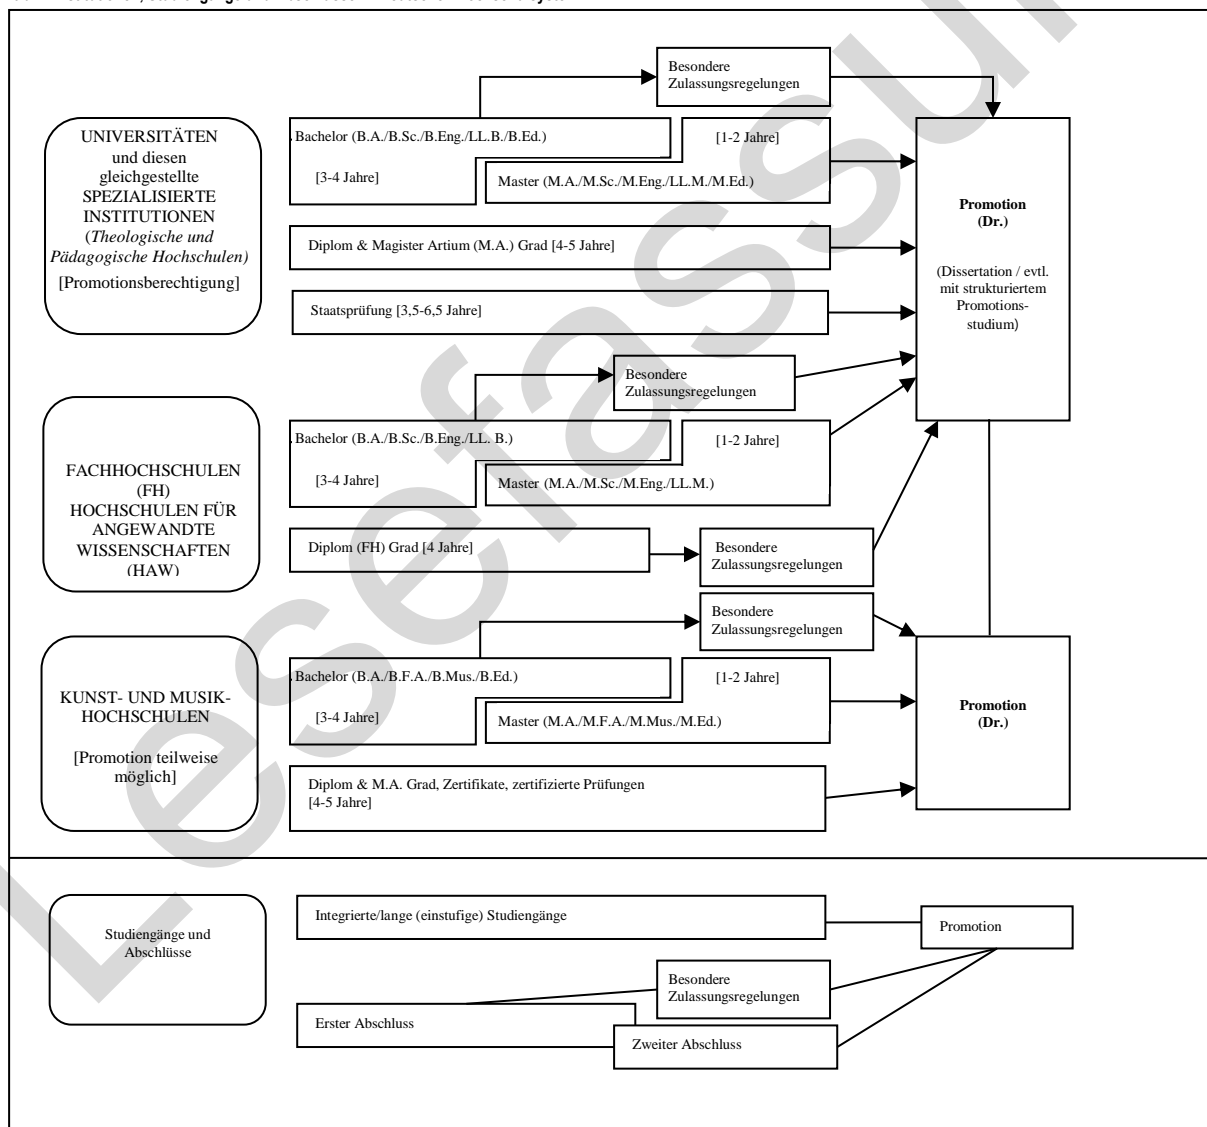 Besondere
Zulassungsregelungen
UNIVERSITÄTEN
und diesen
gleichgestellte
SPEZIALISIERTE
INSTITUTIONEN
(Theologische und
Pädagogische Hochschulen)
[Promotionsberechtigung]
Bachelor (B.A./B.Sc./B.Eng./LL.B./B.Ed.)
[3-4 Jahre]
[1-2 Jahre]
Master (M.A./M.Sc./M.Eng./LL.M./M.Ed.)
Diplom & Magister Artium (M.A.) Grad [4-5 Jahre]
Staatsprüfung [3,5-6,5 Jahre]
Promotion
(Dr.)
(Dissertation / evtl.
mit strukturiertem
Promotions-
studium)
Besondere
Zulassungsregelungen
FACHHOCHSCHULEN
(FH)
HOCHSCHULEN FÜR
ANGEWANDTE
WISSENSCHAFTEN
(HAW)
Bachelor (B.A./B.Sc./B.Eng./LL. B.)
[3-4 Jahre]
[1-2 Jahre]
Master (M.A./M.Sc./M.Eng./LL.M.)
Diplom (FH) Grad [4 Jahre]
Besondere
Zulassungsregelungen
Besondere
Zulassungsregelungen
KUNST- UND MUSIK-
HOCHSCHULEN
[Promotion teilweise
möglich]
Bachelor (B.A./B.F.A./B.Mus./B.Ed.)
[3-4 Jahre]
[1-2 Jahre]
Master (M.A./M.F.A./M.Mus./M.Ed.)
Diplom & M.A. Grad, Zertifikate, zertifizierte Prüfungen
[4-5 Jahre]
Promotion
(Dr.)
Studiengänge und
Abschlüsse
Integrierte/lange (einstufige) Studiengänge
Promotion
Besondere
Zulassungsregelungen
Erster Abschluss
Zweiter Abschluss